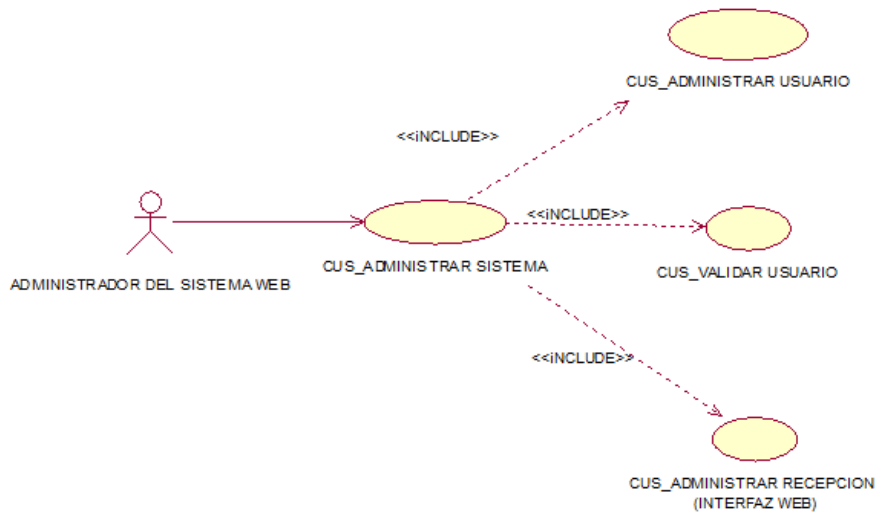 CUS_ADMINISTRAR USUARIO
<<iNCLUDE>>
<<iNCLUDE>>
CUS_ADMINISTRAR SISTEMA
CUS_VALIDAR USUARIO
ADMINISTRADOR DEL SISTEMA WEB
<<iNCLUDE>>
CUS_ADMINISTRAR RECEPCION
(INTERFAZ WEB)